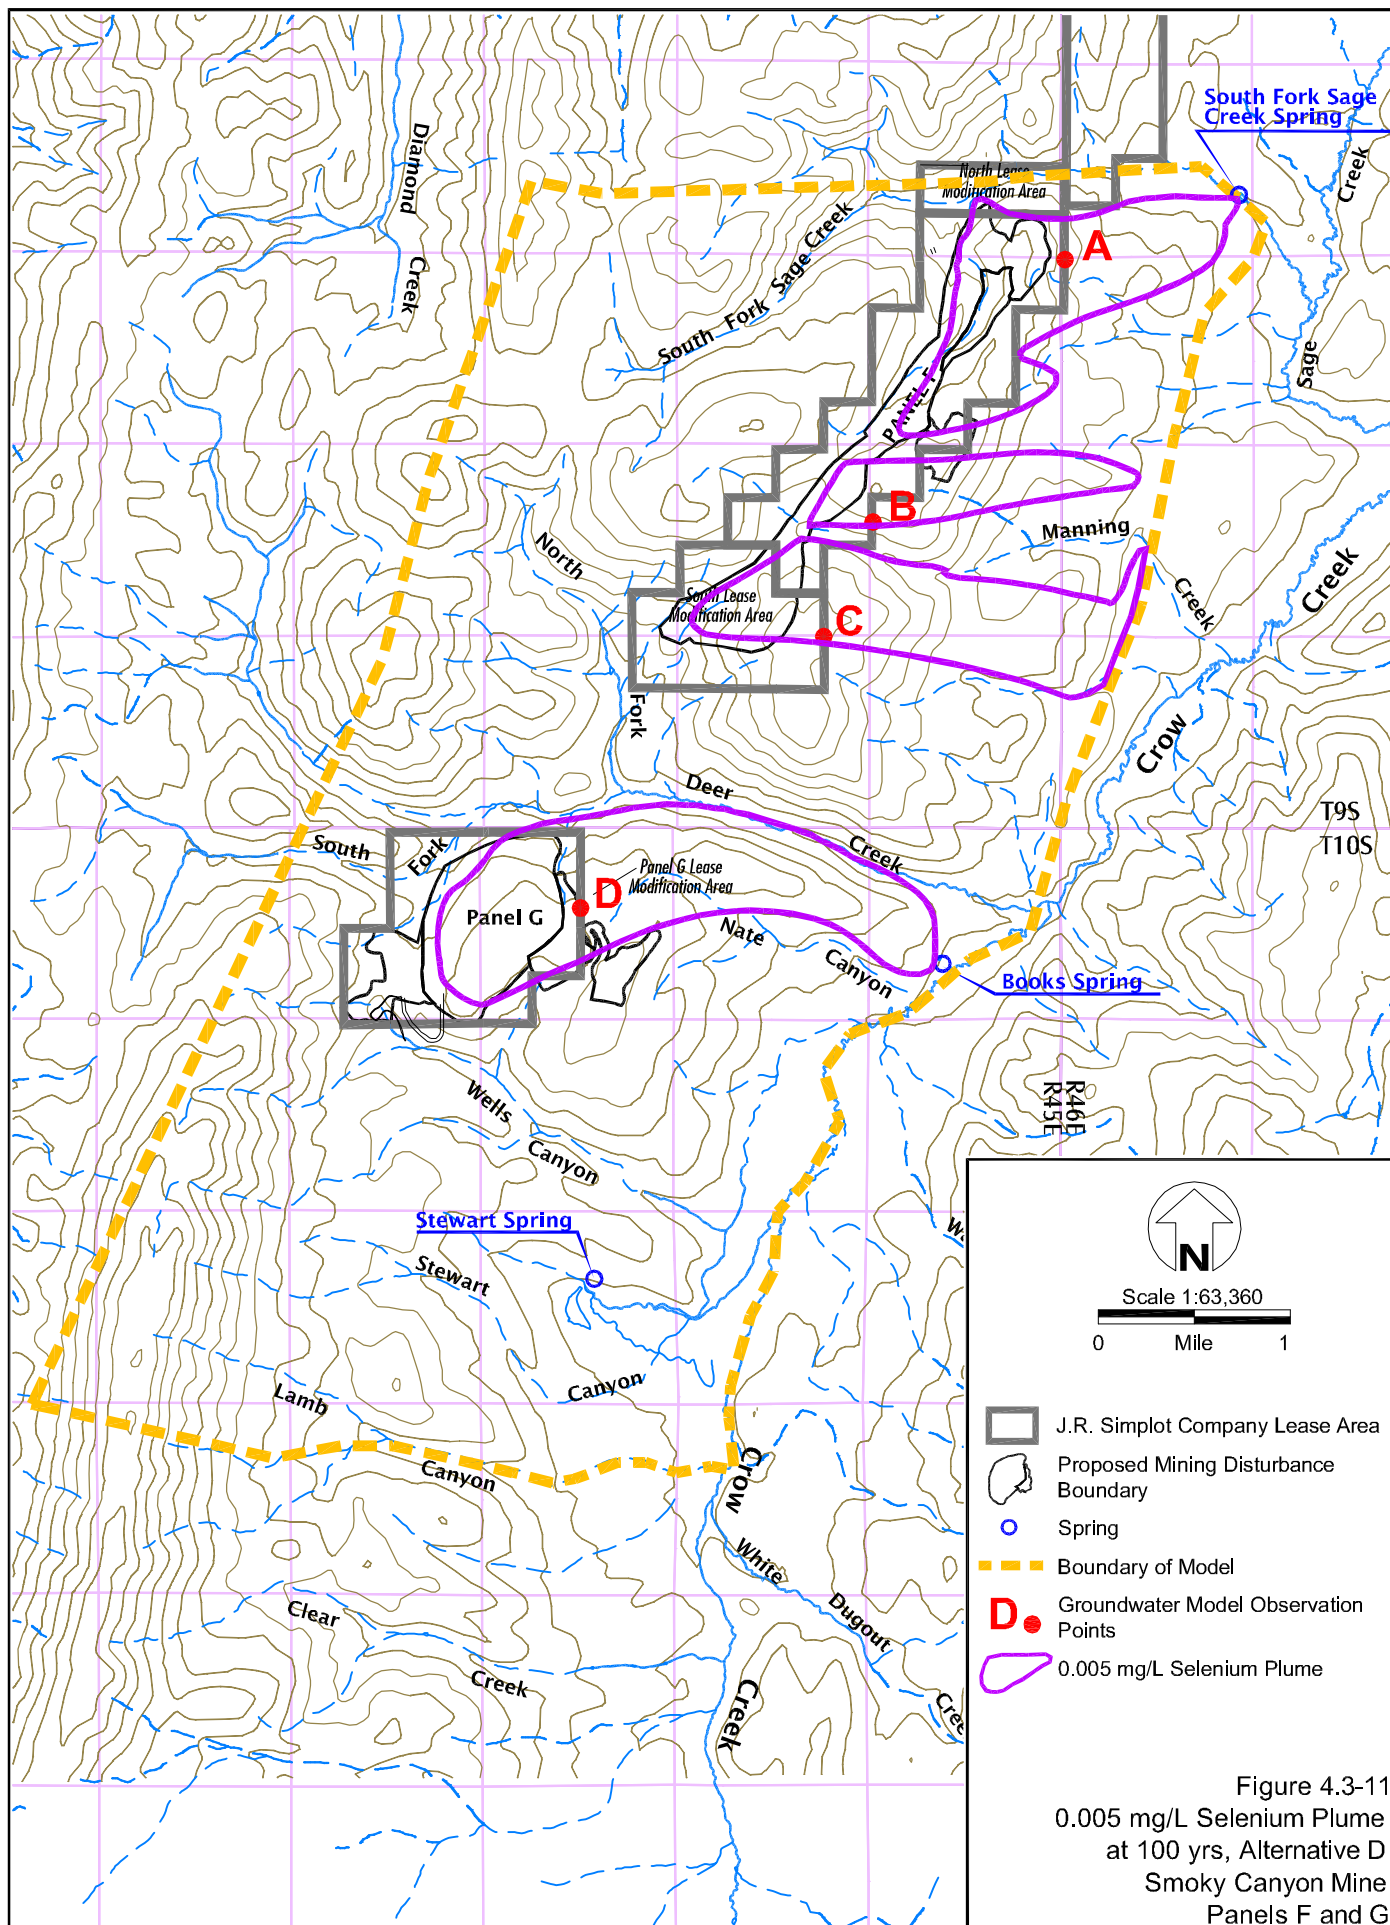 South Fork Sage
Creek Spring
Diamond
Creek
North Lease
Modification Area
Creek
South Fork Sage Creek
A
Sage
PANEL F
B
Manning
North
Creek
Creek
South Lease
Modification Area
C
Fork
Crow
Deer
T9S
T10S
South
Fork
Creek
Panel G Lease
Modification Area
D
Panel G
Nate
Canyon
Books Spring
R46E
R45E
Wells
Canyon
Stewart Spring
Stewart
Canyon
Lamb
Canyon
Crow
White
Dugout
Clear
Creek
Creek
N
Scale 1:63,360
0 Mile 1
J.R. Simplot Company Lease Area
Proposed Mining Disturbance
Boundary
Spring
Boundary of Model
D
Groundwater Model Observation
Points
0.005 mg/L Selenium Plume
Figure 4.3-11
0.005 mg/L Selenium Plume
at 100 yrs, Alternative D
Smoky Canyon Mine
Panels F and G